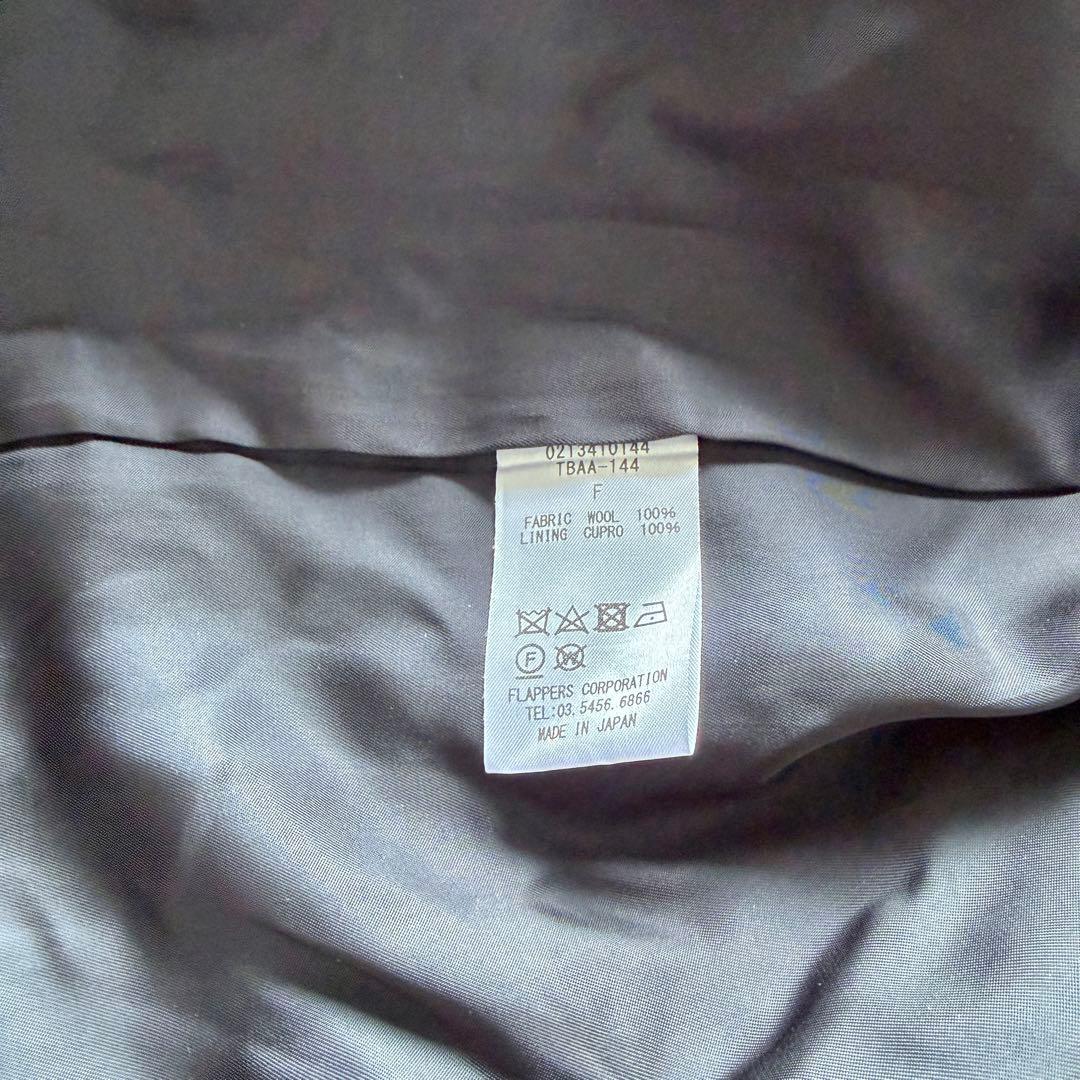 0213410144
TBAA-144
F
FABRIC WOOL 100%
LINING CUPRO 100%
F W
FLAPPERS CORPORATION
TEL:03.5456.6866
MADE IN JAPAN